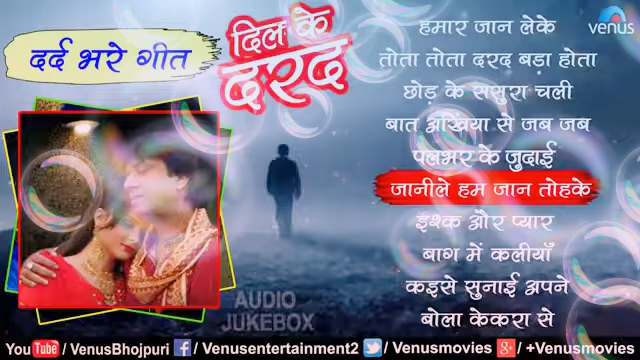 venus
दर्द भरे गीत
दिल के
दरद
हमार जान लेके
तोता तोता दरद बड़ा होता
छोड़ के ससुरा चली
बात अखिंया से जब जब
पलभर के जुदाई
जानीले हम जान तोहके
इश्क और प्यार
बाग में कलीयाँ
कइसे सुनाई अपने
बोला केकरा से
AUDIO
JUKEBOX
YouTube /VenusBhojpuri f /Venusentertainment2 /Venusmovies g+ /+Venusmovies